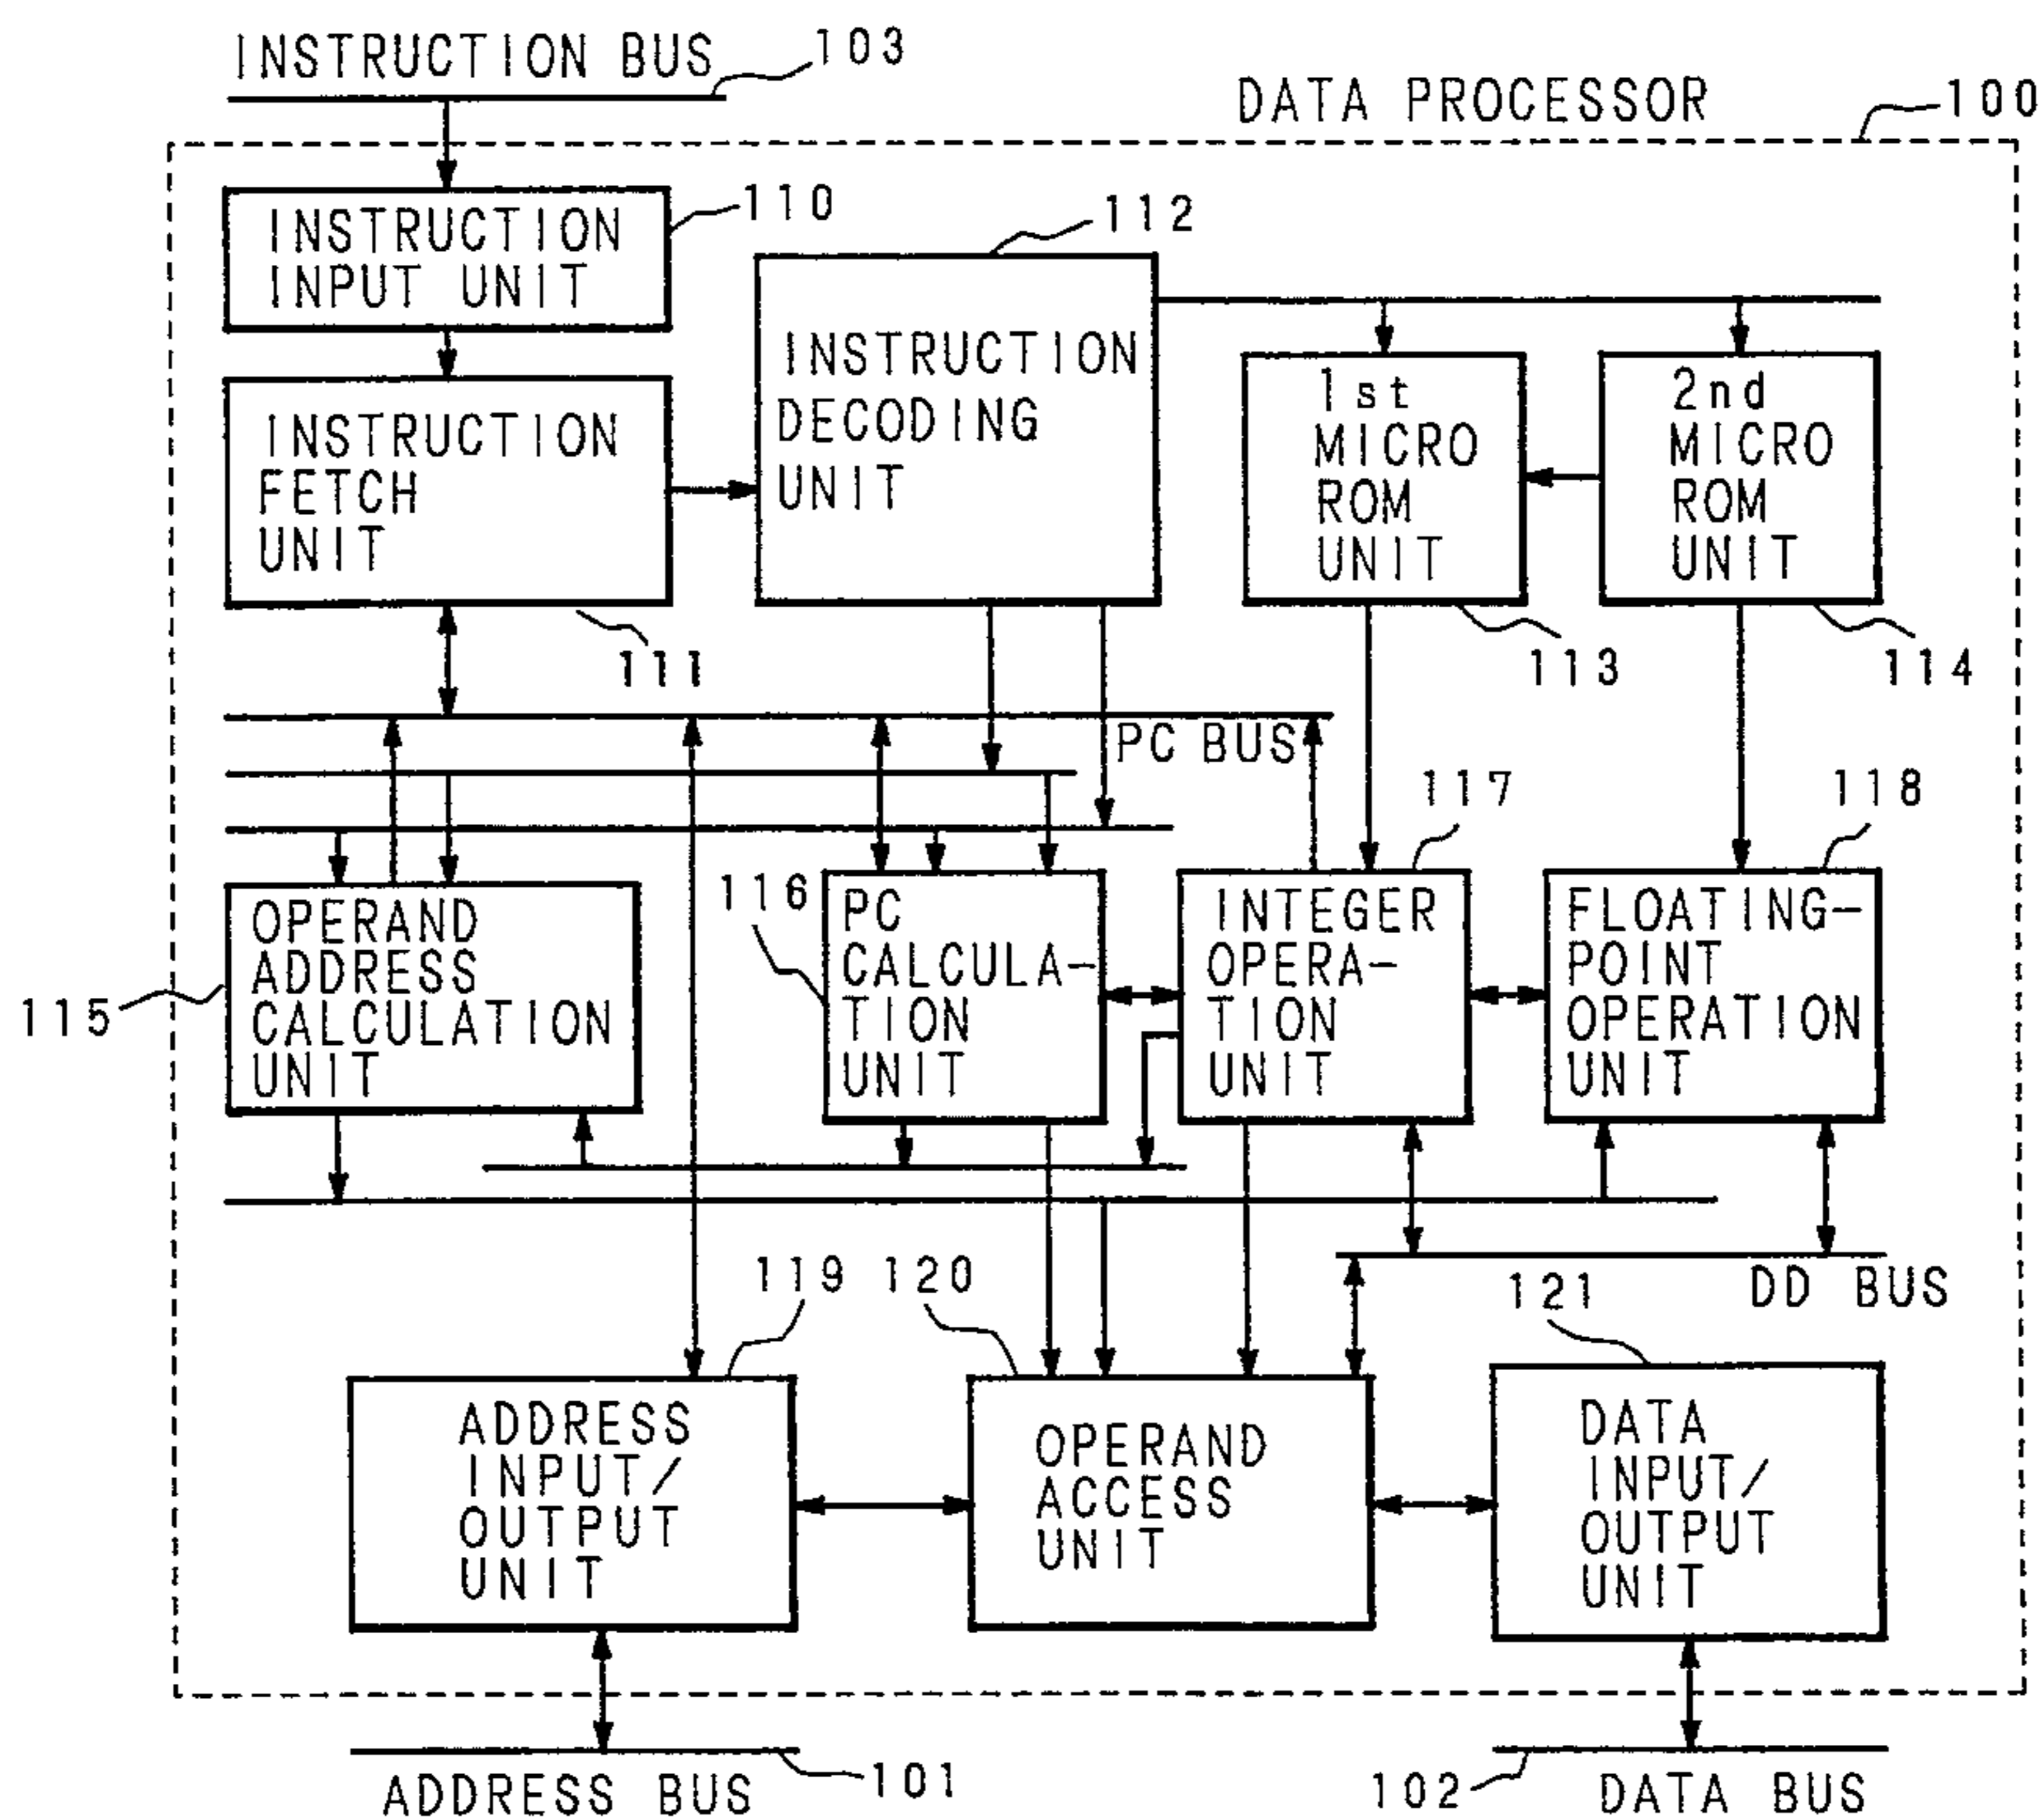 INSTRUCTION BUS
103
DATA PROCESSOR
100
INSTRUCTION
INPUT UNIT
110
112
INSTRUCTION
FETCH
UNIT
111
INSTRUCTION
DECODING
UNIT
1st
MICRO
ROM
UNIT
113
2nd
MICRO
ROM
UNIT
114
PC BUS
117
118
OPERAND
ADDRESS
CALCULATION
UNIT
115
116
PC
CALCULA-
TION
UNIT
INTEGER
OPERA-
TION
UNIT
FLOATING-
POINT
OPERATION
UNIT
DD BUS
119
120
121
ADDRESS
INPUT/
OUTPUT
UNIT
OPERAND
ACCESS
UNIT
DATA
INPUT/
OUTPUT
UNIT
ADDRESS BUS
101
102
DATA BUS